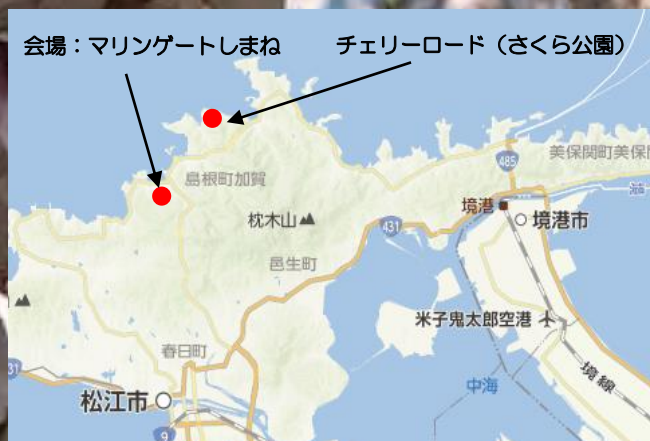 会場：マリンゲートしまね
チェリーロード（さくら公園）
485
美保関町美保関
島根町加賀
境港
境港市
枕木山
431
邑生町
米子鬼太郎空港
春日町
31
中海
境線
松江市
9